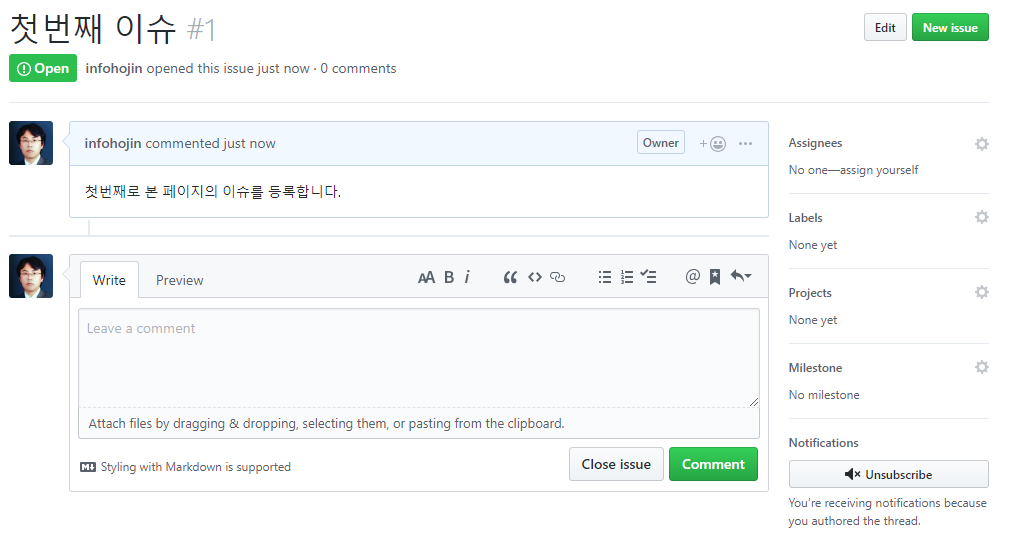 첫번째 이슈 #1
Edit
New issue
Open
infohojin opened this issue just now · 0 comments
infohojin commented just now
Owner
첫번째로 본 페이지의 이슈를 등록합니다.
Write
Preview
AA B i
Leave a comment
Attach files by dragging & dropping, selecting them, or pasting from the clipboard.
Styling with Markdown is supported
Close issue
Comment
Assignees
No one—assign yourself
Labels
None yet
Projects
None yet
Milestone
No milestone
Notifications
Unsubscribe
You're receiving notifications because
you authored the thread.